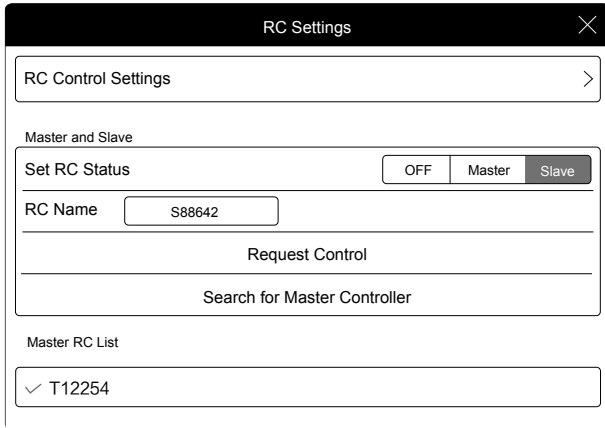 RC Settings
RC Control Settings
Master and Slave
Set RC Status OFF Master Slave
RC Name S88642
Request Control
Search for Master Controller
Master RC List
T12254